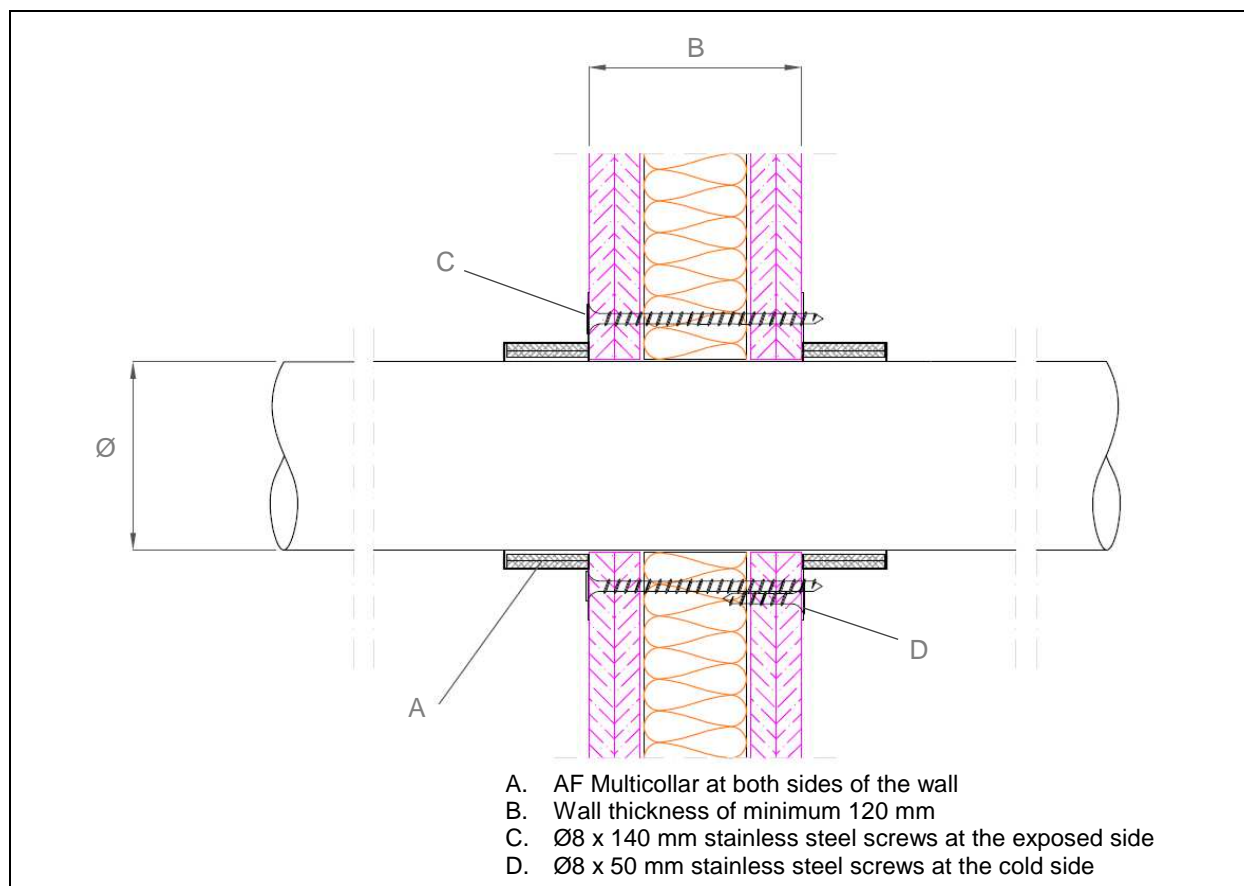 B
C
Ø
D
A
A. AF Multicollar at both sides of the wall
B. Wall thickness of minimum 120 mm
C. Ø8 x 140 mm stainless steel screws at the exposed side
D. Ø8 x 50 mm stainless steel screws at the cold side